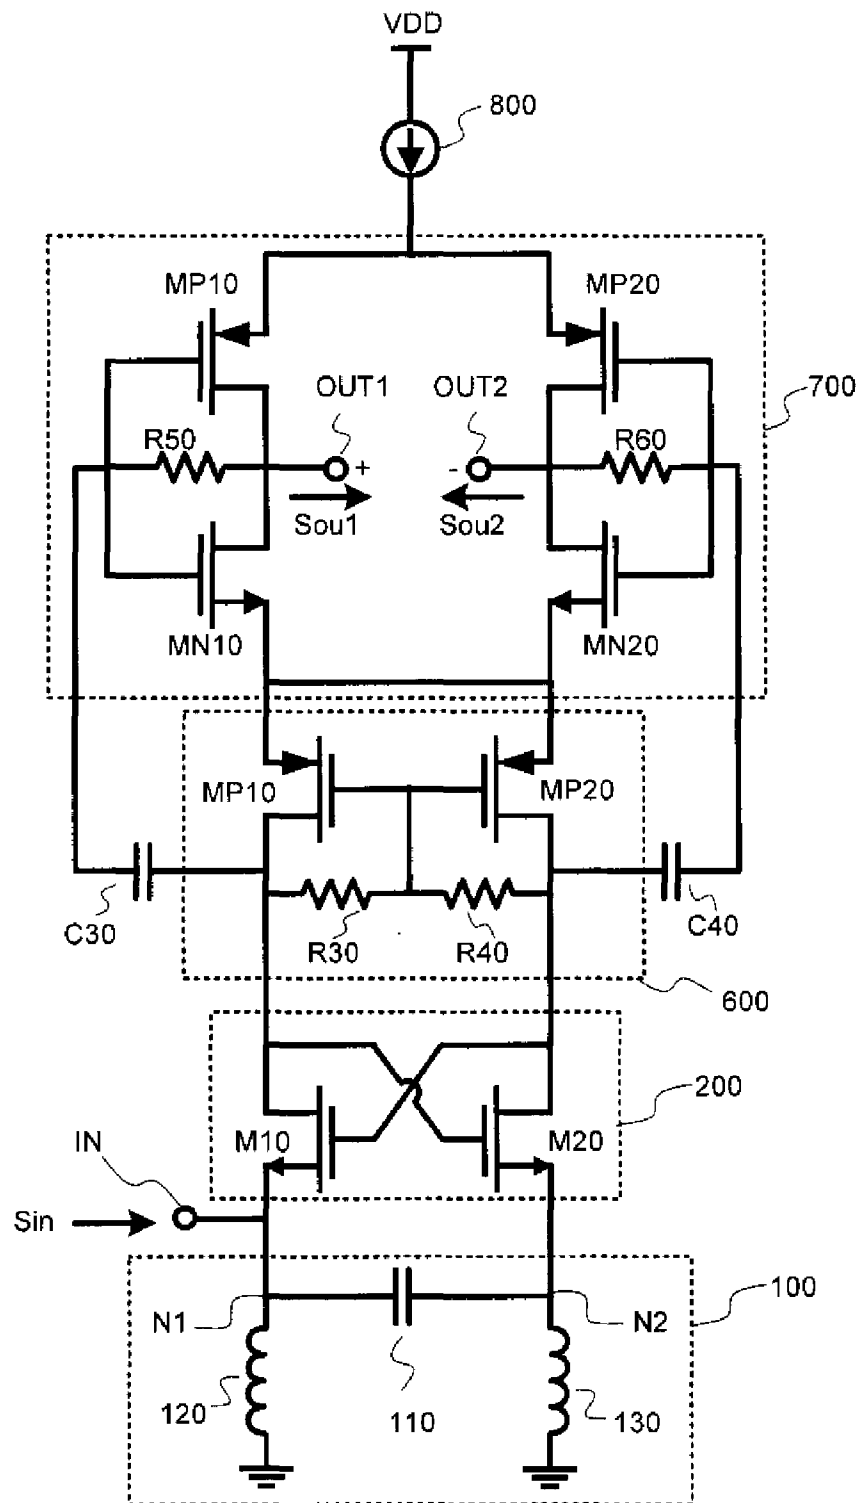 VDD
800
MP10
MP20
OUT1
OUT2
700
R50
R60
+
-
Sou1
Sou2
MN10
MN20
MP10
MP20
C30
R30
R40
C40
600
200
M10
M20
IN
Sin
100
N1
N2
120
110
130